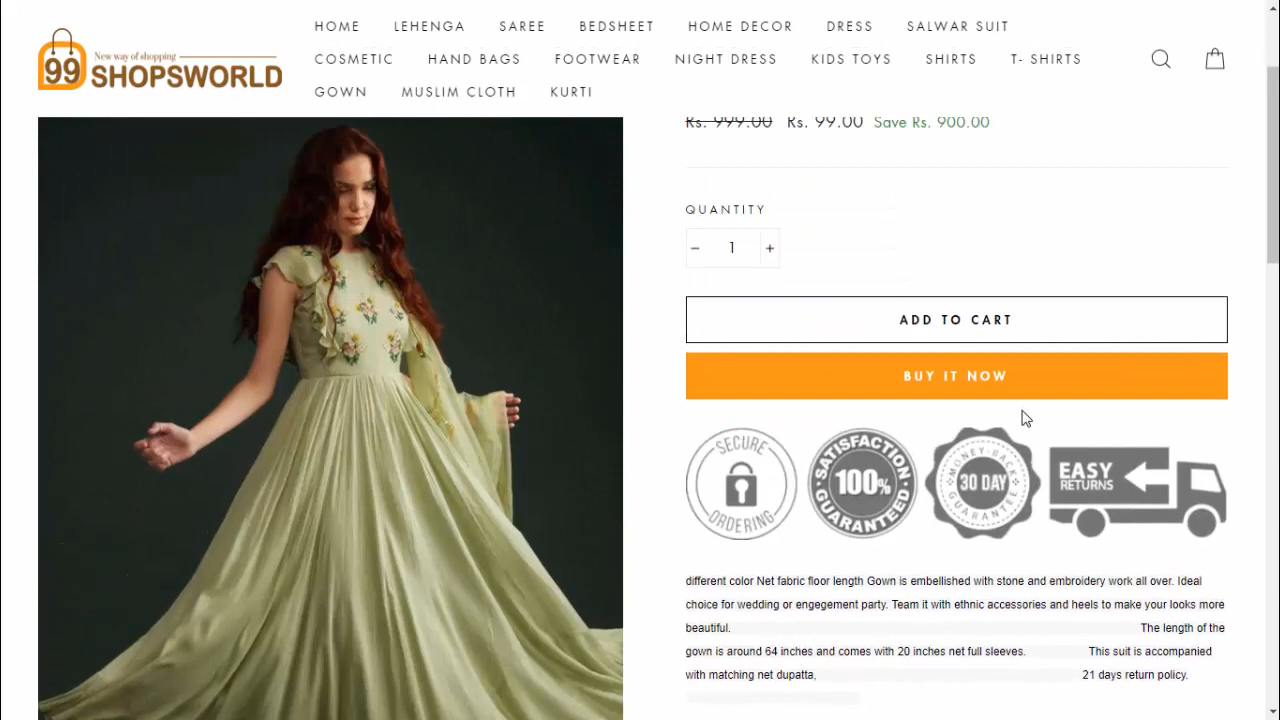 HOME LEHENGA SAREE BEDSHEET HOME DECOR DRESS SALWAR SUIT
99 New way of shopping
SHOPSWORLD
COSMETIC HAND BAGS FOOTWEAR NIGHT DRESS KIDS TOYS SHIRTS T- SHIRTS
GOWN MUSLIM CLOTH KURTI
Rs. 999.00 Rs. 99.00 Save Rs. 900.00
QUANTITY
− 1 +
ADD TO CART
BUY IT NOW
SECURE
ORDERING
SATISFACTION
100%
GUARANTEED
MONEY-BACK
30 DAY
GUARANTEE
EASY
RETURNS
different color Net fabric floor length Gown is embellished with stone and embroidery work all over. Ideal
choice for wedding or engegement party. Team it with ethnic accessories and heels to make your looks more
beautiful. The length of the
gown is around 64 inches and comes with 20 inches net full sleeves. This suit is accompanied
with matching net dupatta, 21 days return policy.